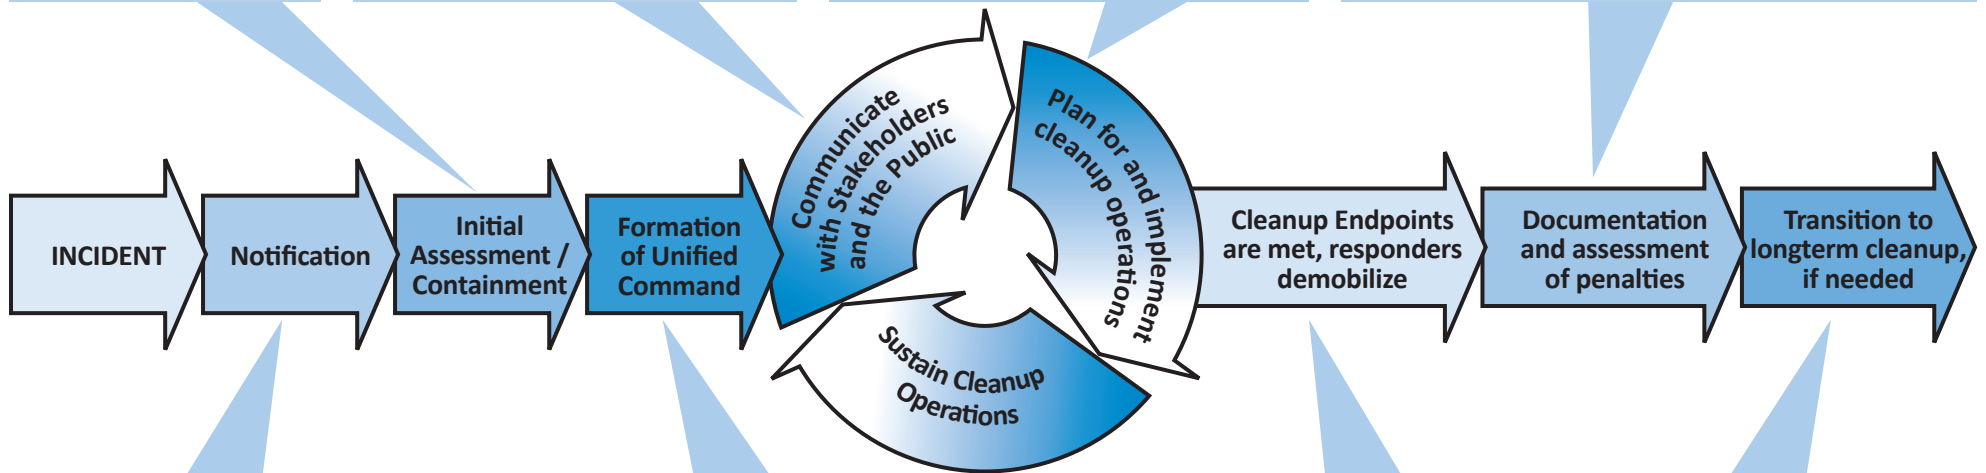 INCIDENT
Notification
Initial
Assessment /
Containment
Formation
of Unified
Command
Communicate
with Stakeholders
and the Public
Plan for and implement
cleanup operations
Sustain Cleanup
Operations
Cleanup Endpoints
are met, responders
demobilize
Documentation
and assessment
of penalties
Transition to
longterm cleanup,
if needed